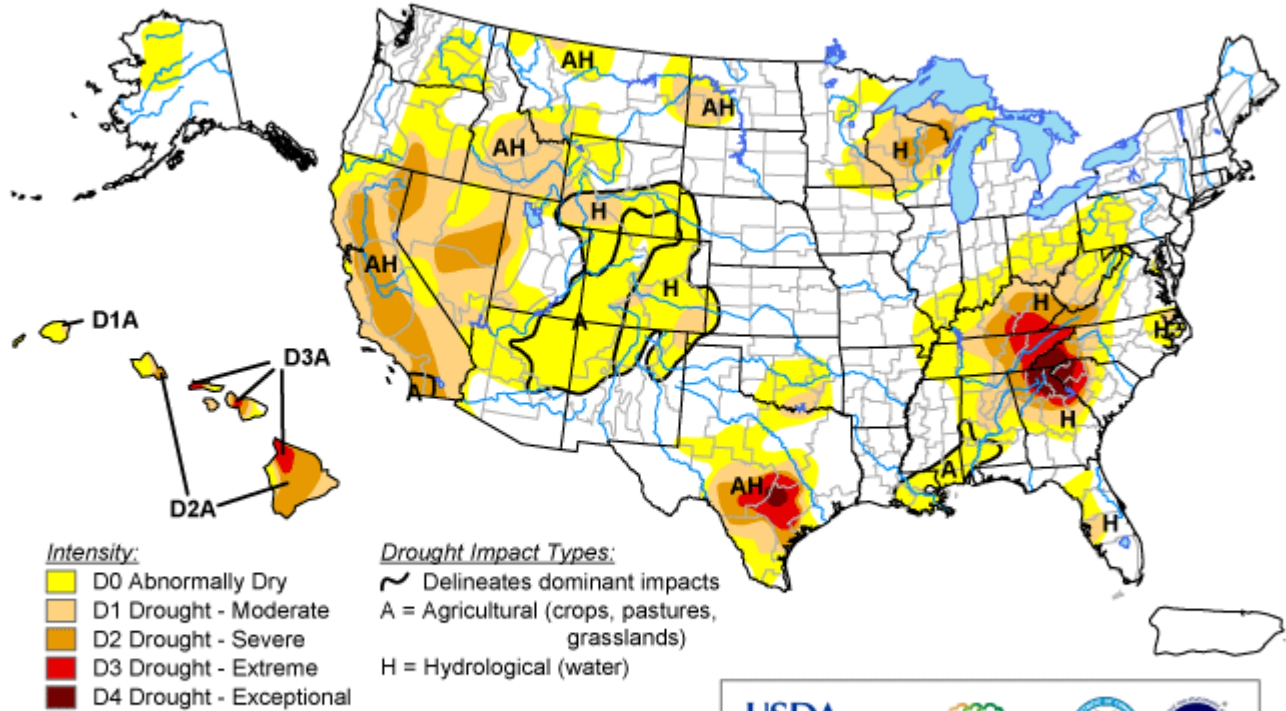 AH
AH
AH
H
H
AH
H
H
D1A
A
H
D3A
A
H
AH
A
D2A
H
Intensity:
D0 Abnormally Dry
D1 Drought - Moderate
D2 Drought - Severe
D3 Drought - Extreme
D4 Drought - Exceptional
Drought Impact Types:
Delineates dominant impacts
A = Agricultural (crops, pastures,
grasslands)
H = Hydrological (water)
USDA